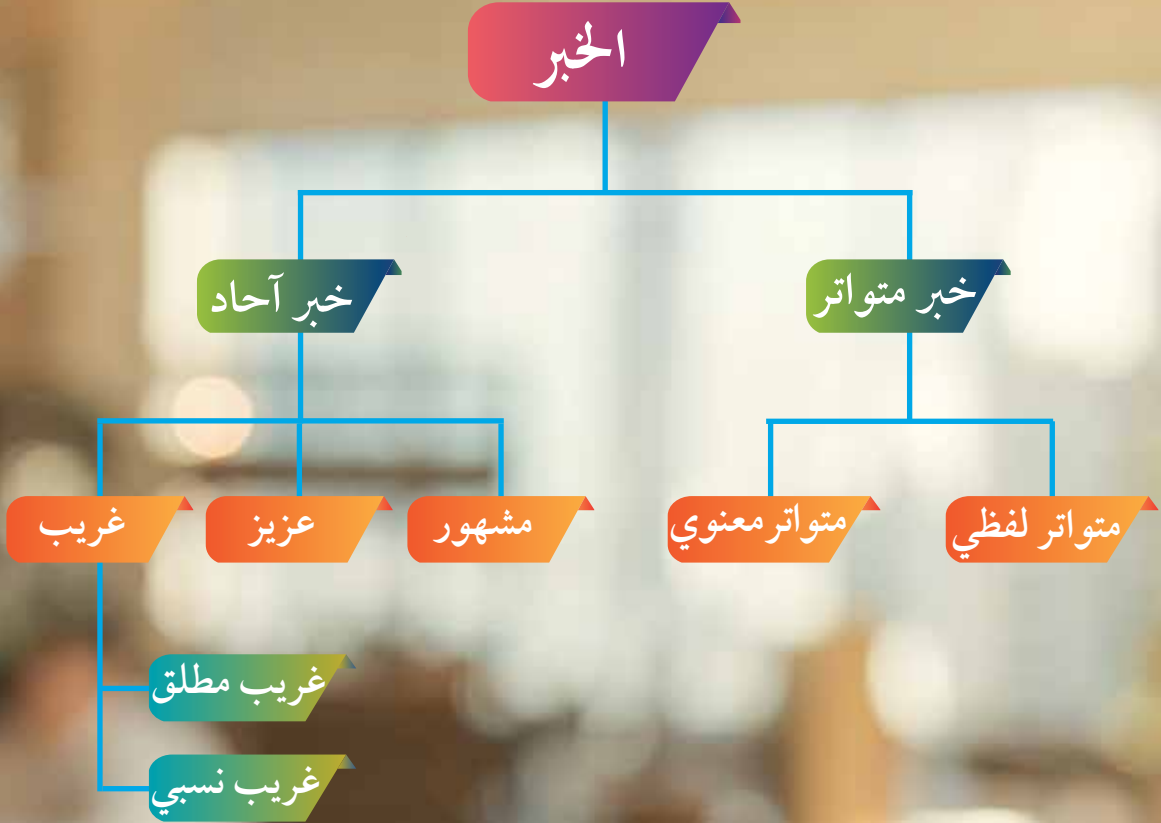 الخبر
خبر متواتر
خبر آحاد
متواتر لفظي
متواتر معنوي
مشهور
عزيز
غريب
غريب مطلق
غريب نسبي